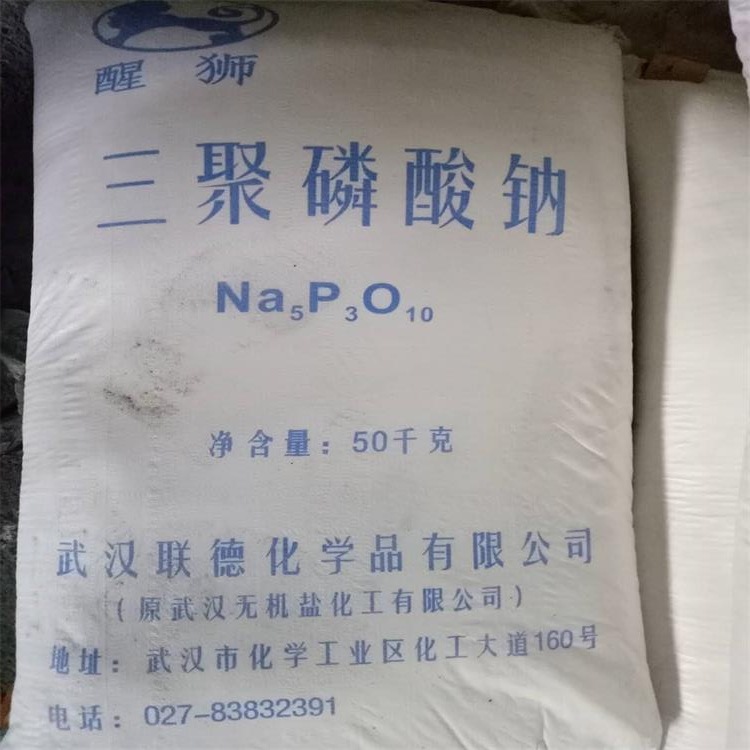 醒狮
三聚磷酸钠
Na₅P₃O₁₀
净含量：50千克
武汉联德化学品有限公司
（原武汉无机盐化工有限公司）
地址：武汉市化学工业区化工大道160号
电话：027-83832391